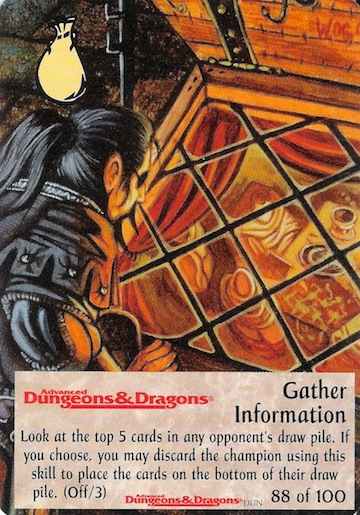 WOC
Advanced
Dungeons & Dragons®
Gather
Information
Look at the top 5 cards in any opponent's draw pile. If
you choose, you may discard the champion using this
skill to place the cards on the bottom of their draw
pile. (Off/3)
Advanced
Dungeons & Dragons® DUN
88 of 100